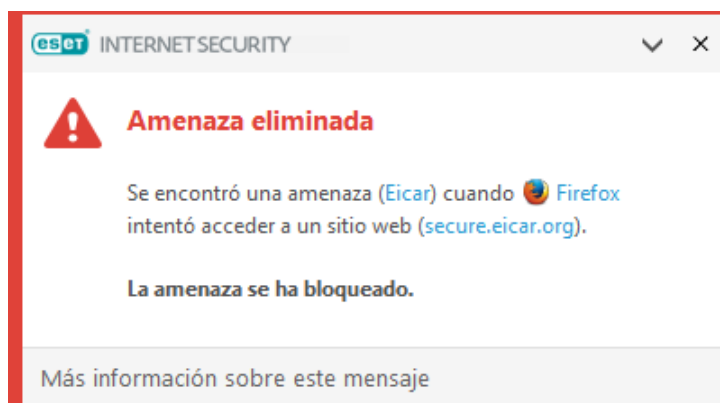 eset INTERNET SECURITY
Amenaza eliminada
Se encontró una amenaza (Eicar) cuando Firefox
intentó acceder a un sitio web (secure.eicar.org).
La amenaza se ha bloqueado.
Más información sobre este mensaje